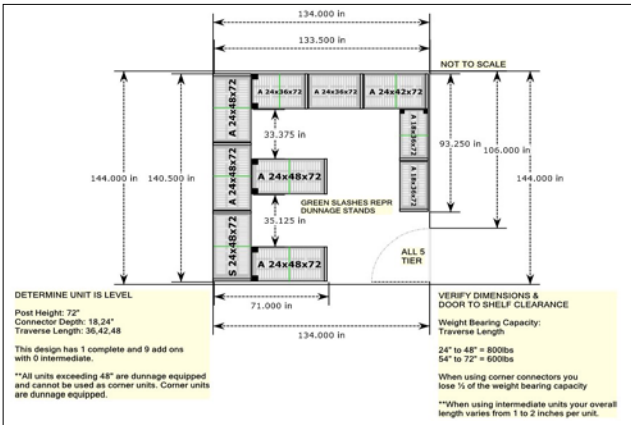 134.000 in
133.500 in
NOT TO SCALE
A 24x36x72
A 24x36x72
A 24x42x72
A 24x48x72
A 18x36x72
33.375 in
93.250 in
106.000 in
144.000 in
140.500 in
A 24x48x72
A 24x48x72
A 18x36x72
144.000 in
GREEN SLASHES REPR
DUNNAGE STANDS
35.125 in
S 24x48x72
A 24x48x72
ALL 5
TIER
71.000 in
134.000 in
DETERMINE UNIT IS LEVEL
Post Height: 72"
Connector Depth: 18,24"
Traverse Length: 36,42,48
This design has 1 complete and 9 add ons
with 0 intermediate.
**All units exceeding 48" are dunnage equipped
and cannot be used as corner units. Corner units
are dunnage equipped.
VERIFY DIMENSIONS &
DOOR TO SHELF CLEARANCE
Weight Bearing Capacity:
Traverse Length
24" to 48" = 800lbs
54" to 72" = 600lbs
When using corner connectors you
lose ½ of the weight bearing capacity
**When using intermediate units your overall
length varies from 1 to 2 inches per unit.